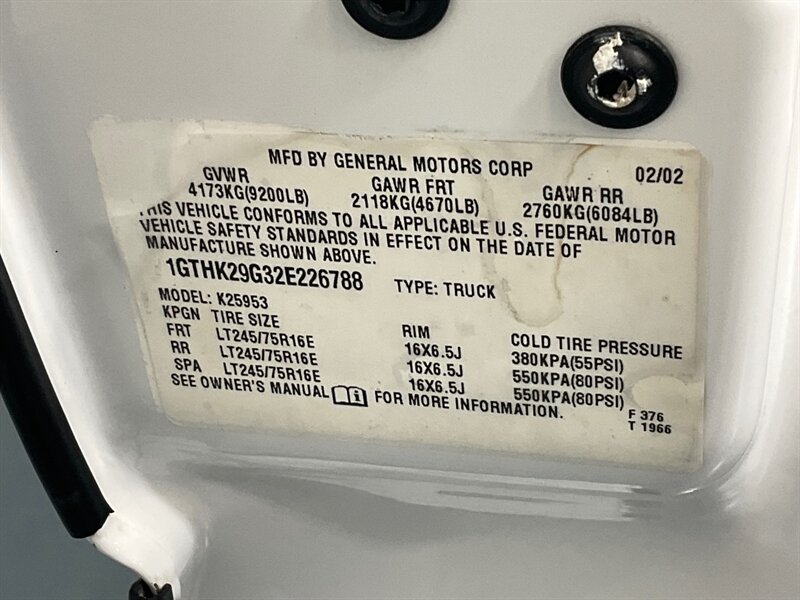 MFD BY GENERAL MOTORS CORP 02/02
GVWR GAWR FRT GAWR RR
4173KG(9200LB) 2118KG(4670LB) 2760KG(6084LB)
THIS VEHICLE CONFORMS TO ALL APPLICABLE U.S. FEDERAL MOTOR
VEHICLE SAFETY STANDARDS IN EFFECT ON THE DATE OF
MANUFACTURE SHOWN ABOVE.
1GTHK29G32E226788 TYPE: TRUCK
MODEL: K25953
KPGN TIRE SIZE RIM COLD TIRE PRESSURE
FRT LT245/75R16E 16X6.5J 380KPA(55PSI)
RR LT245/75R16E 16X6.5J 550KPA(80PSI)
SPA LT245/75R16E 16X6.5J 550KPA(80PSI)
SEE OWNER'S MANUAL i FOR MORE INFORMATION.
F 376
T 1966